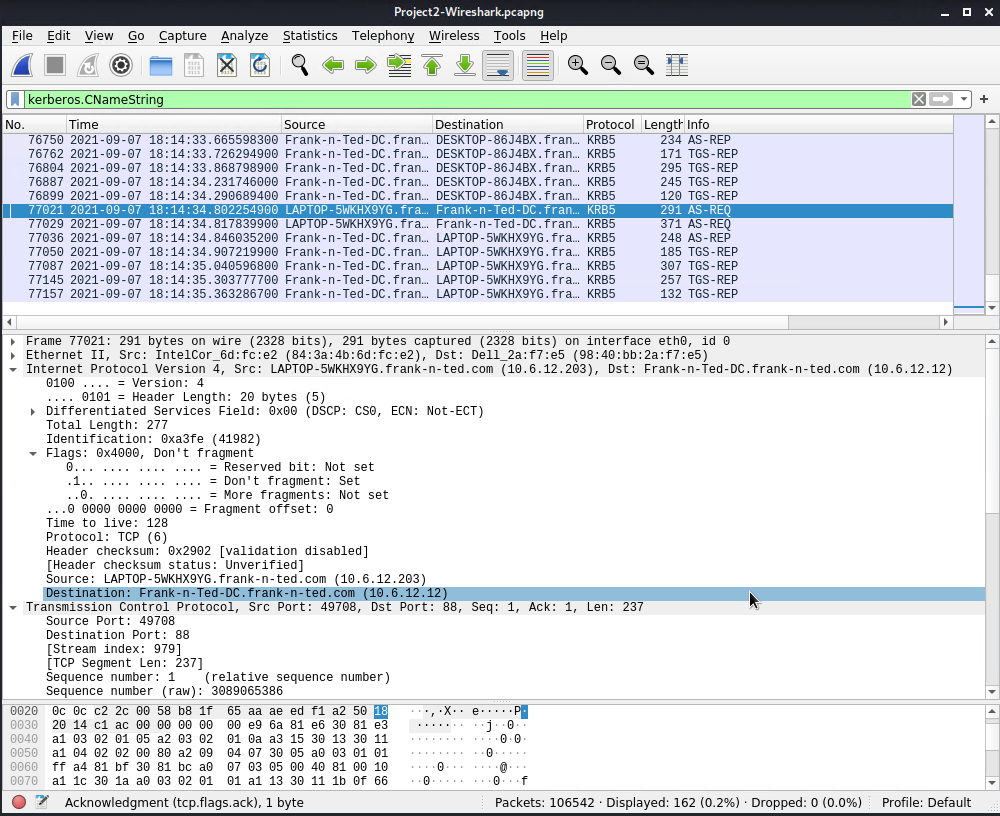 Project2-Wireshark.pcapng
File Edit View Go Capture Analyze Statistics Telephony Wireless Tools Help
kerberos.CNameString
No. Time Source Destination Protocol Length Info
76750 2021-09-07 18:14:33.665598300 Frank-n-Ted-DC.fran… DESKTOP-86J4BX.fran… KRB5 234 AS-REP
76762 2021-09-07 18:14:33.726294900 Frank-n-Ted-DC.fran… DESKTOP-86J4BX.fran… KRB5 171 TGS-REP
76804 2021-09-07 18:14:33.868798900 Frank-n-Ted-DC.fran… DESKTOP-86J4BX.fran… KRB5 295 TGS-REP
76887 2021-09-07 18:14:34.231746000 Frank-n-Ted-DC.fran… DESKTOP-86J4BX.fran… KRB5 245 TGS-REP
76899 2021-09-07 18:14:34.290689400 Frank-n-Ted-DC.fran… DESKTOP-86J4BX.fran… KRB5 120 TGS-REP
77021 2021-09-07 18:14:34.802254900 LAPTOP-5WKHX9YG.fra… Frank-n-Ted-DC.fran… KRB5 291 AS-REQ
77029 2021-09-07 18:14:34.817839900 LAPTOP-5WKHX9YG.fra… Frank-n-Ted-DC.fran… KRB5 371 AS-REQ
77036 2021-09-07 18:14:34.846035200 Frank-n-Ted-DC.fran… LAPTOP-5WKHX9YG.fra… KRB5 248 AS-REP
77050 2021-09-07 18:14:34.907219900 Frank-n-Ted-DC.fran… LAPTOP-5WKHX9YG.fra… KRB5 185 TGS-REP
77087 2021-09-07 18:14:35.040596800 Frank-n-Ted-DC.fran… LAPTOP-5WKHX9YG.fra… KRB5 307 TGS-REP
77145 2021-09-07 18:14:35.303777700 Frank-n-Ted-DC.fran… LAPTOP-5WKHX9YG.fra… KRB5 257 TGS-REP
77157 2021-09-07 18:14:35.363286700 Frank-n-Ted-DC.fran… LAPTOP-5WKHX9YG.fra… KRB5 132 TGS-REP
Frame 77021: 291 bytes on wire (2328 bits), 291 bytes captured (2328 bits) on interface eth0, id 0
Ethernet II, Src: IntelCor_6d:fc:e2 (84:3a:4b:6d:fc:e2), Dst: Dell_2a:f7:e5 (98:40:bb:2a:f7:e5)
Internet Protocol Version 4, Src: LAPTOP-5WKHX9YG.frank-n-ted.com (10.6.12.203), Dst: Frank-n-Ted-DC.frank-n-ted.com (10.6.12.12)
0100 .... = Version: 4
.... 0101 = Header Length: 20 bytes (5)
Differentiated Services Field: 0x00 (DSCP: CS0, ECN: Not-ECT)
Total Length: 277
Identification: 0xa3fe (41982)
Flags: 0x4000, Don't fragment
0... .... .... .... = Reserved bit: Not set
.1.. .... .... .... = Don't fragment: Set
..0. .... .... .... = More fragments: Not set
...0 0000 0000 0000 = Fragment offset: 0
Time to live: 128
Protocol: TCP (6)
Header checksum: 0x2902 [validation disabled]
[Header checksum status: Unverified]
Source: LAPTOP-5WKHX9YG.frank-n-ted.com (10.6.12.203)
Destination: Frank-n-Ted-DC.frank-n-ted.com (10.6.12.12)
Transmission Control Protocol, Src Port: 49708, Dst Port: 88, Seq: 1, Ack: 1, Len: 237
Source Port: 49708
Destination Port: 88
[Stream index: 979]
[TCP Segment Len: 237]
Sequence number: 1 (relative sequence number)
Sequence number (raw): 3089065386
0020 0c 0c c2 2c 00 58 b8 1f 65 aa ae ed f1 a2 50 18 ···,·X·· e·····P·
0030 20 14 c1 ac 00 00 00 00 00 e9 6a 81 e6 30 81 e3 ······· ··j··0··
0040 a1 03 02 01 05 a2 03 02 01 0a a3 15 30 13 30 11 ········ ····0·0·
0050 a1 04 02 02 00 80 a2 09 04 07 30 05 a0 03 01 01 ········ ··0·····
0060 ff a4 81 bf 30 81 bc a0 07 03 05 00 40 81 00 10 ····0··· ····@···
0070 a1 1c 30 1a a0 03 02 01 01 a1 13 30 11 1b 0f 66 ··0····· ···0···f
Acknowledgment (tcp.flags.ack), 1 byte Packets: 106542 · Displayed: 162 (0.2%) · Dropped: 0 (0.0%) Profile: Default